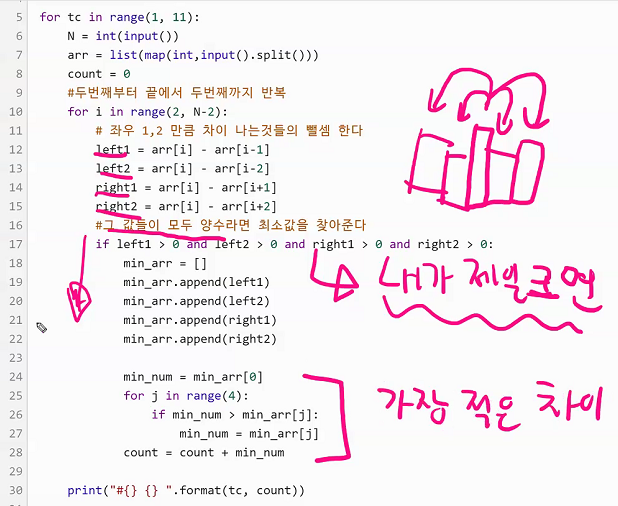 5 for tc in range(1, 11):
6 N = int(input())
7 arr = list(map(int,input().split()))
8 count = 0
9 #두번째부터 끝에서 두번째까지 반복
10 for i in range(2, N-2):
11 # 좌우 1,2 만큼 차이 나는것들의 뺄셈 한다
12 left1 = arr[i] - arr[i-1]
13 left2 = arr[i] - arr[i-2]
14 right1 = arr[i] - arr[i+1]
15 right2 = arr[i] - arr[i+2]
16 #그 값들이 모두 양수라면 최소값을 찾아준다
17 if left1 > 0 and left2 > 0 and right1 > 0 and right2 > 0:
18 min_arr = []
19 min_arr.append(left1)
내가 제일크면
20 min_arr.append(left2)
21 min_arr.append(right1)
22 min_arr.append(right2)
23
24 min_num = min_arr[0]
25 for j in range(4):
가장 적은 차이
26 if min_num > min_arr[j]:
27 min_num = min_arr[j]
28 count = count + min_num
29
30 print("#{} {} ".format(tc, count))